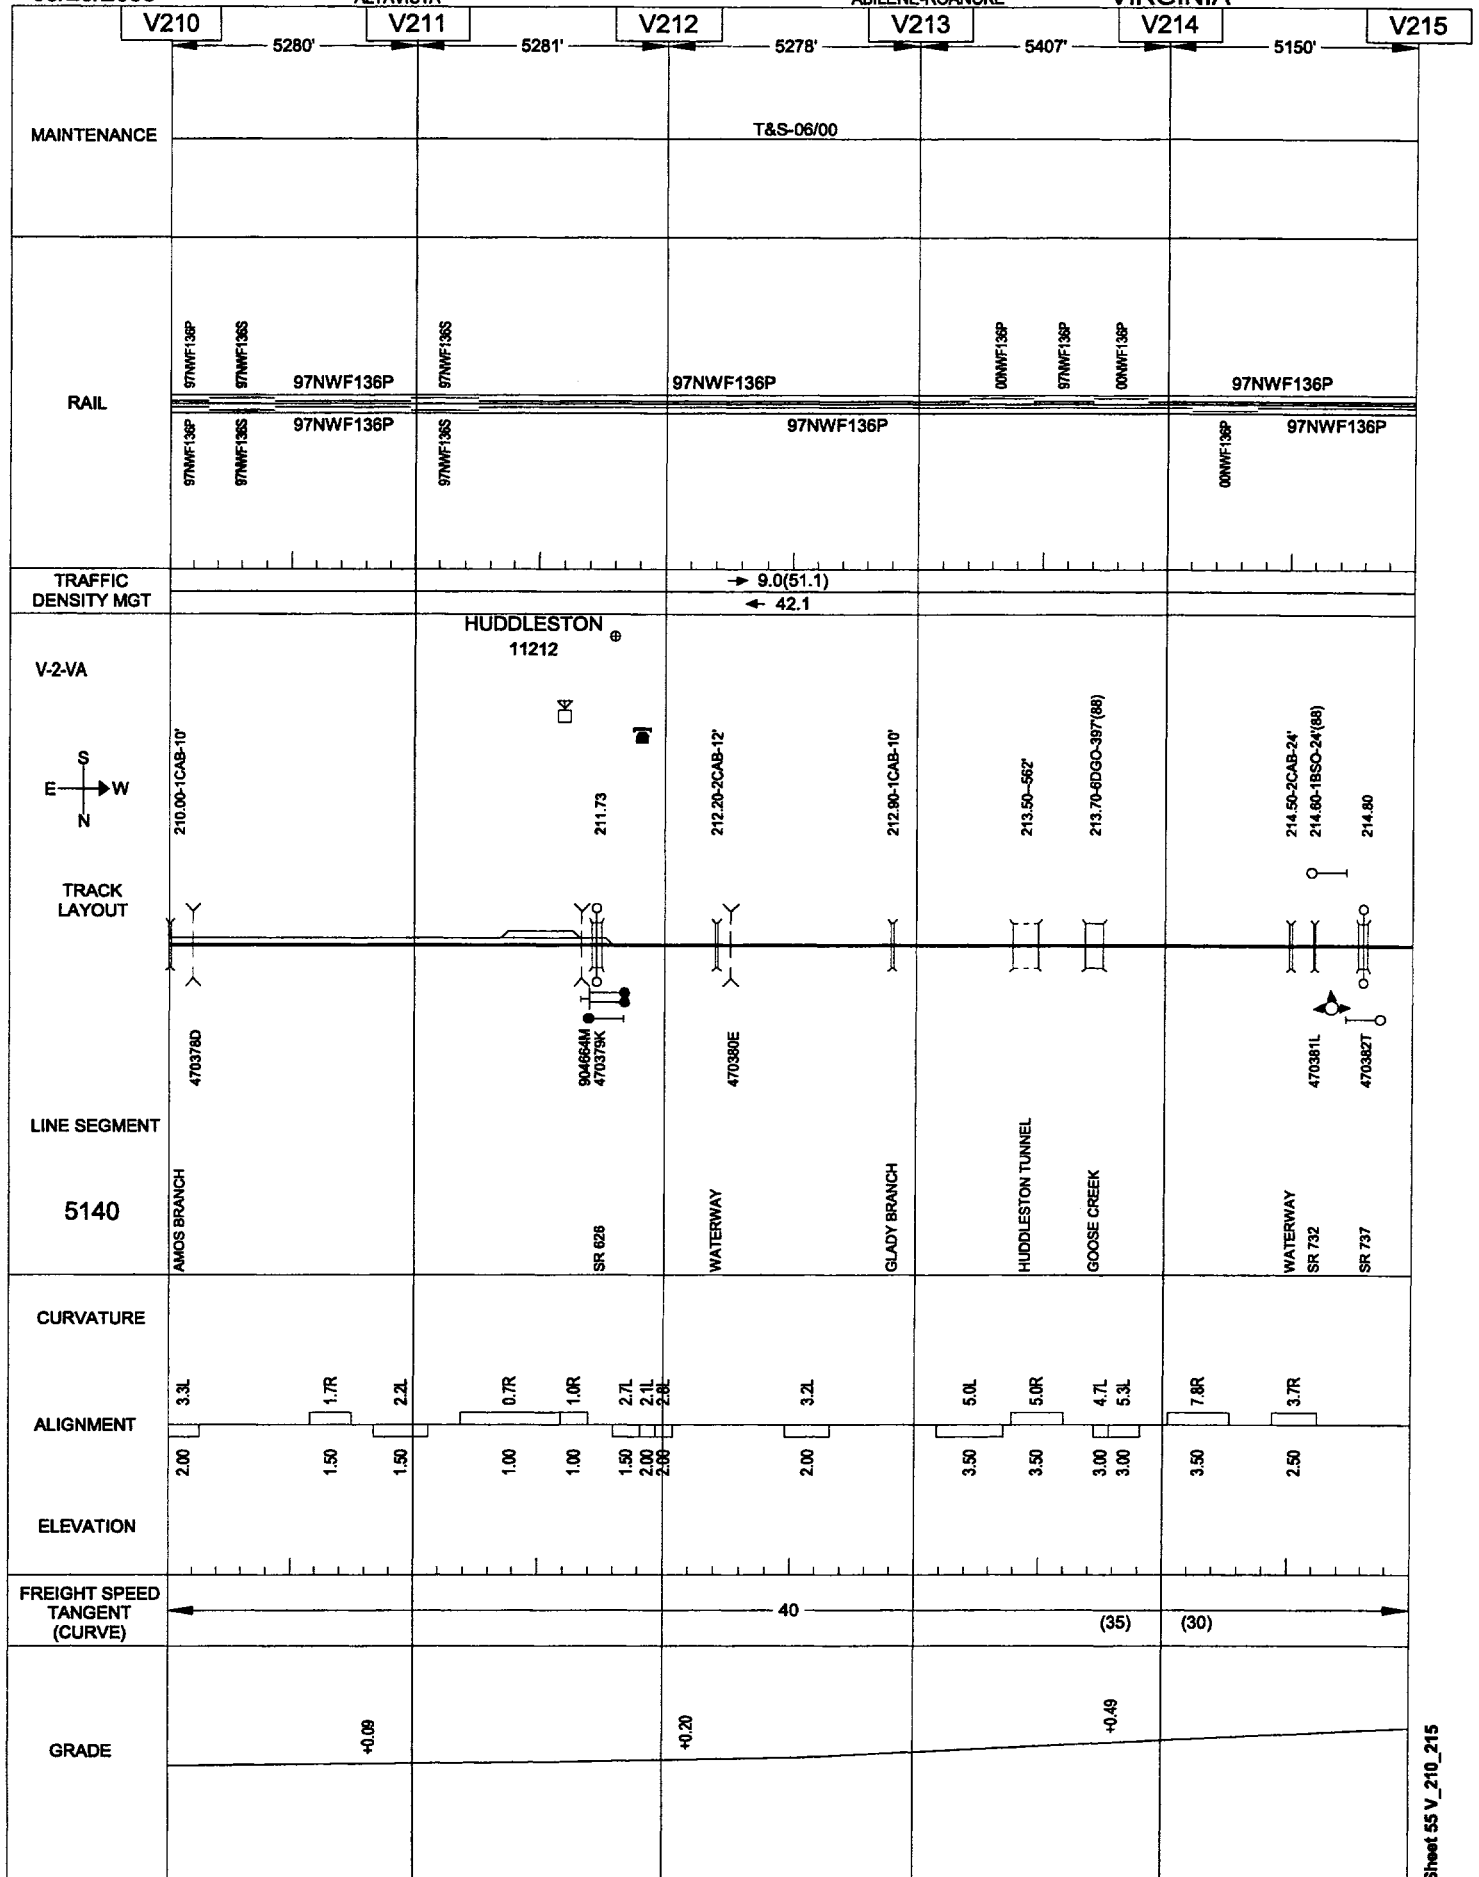 VIRGINIA
V210 V211 V212 V213 V214 V215
5280' 5281' 5278' 5407' 5150'
MAINTENANCE
T&S-06/00
RAIL
97NWF136P 97NWF136S 97NWF136P 97NWF136S 97NWF136P 00NWF136P 97NWF136P 00NWF136P 97NWF136P
97NWF136P 97NWF136S 97NWF136P 97NWF136S 97NWF136P 00NWF136P 97NWF136P
TRAFFIC
DENSITY MGT
→ 9.0(51.1)
← 42.1
HUDDLESTON
11212
V-2-VA
S
E W
N
210.00-1CAB-10'
211.73
212.20-2CAB-12'
212.90-1CAB-10'
213.50--562'
213.70-6DGO-397'(88)
214.50-2CAB-24'
214.60-1BSO-24'(88)
214.80
TRACK
LAYOUT
470378D
904664M
470379K
470380E
470381L
470382T
LINE SEGMENT
5140
AMOS BRANCH
SR 626
WATERWAY
GLADY BRANCH
HUDDLESTON TUNNEL
GOOSE CREEK
WATERWAY
SR 732
SR 737
CURVATURE
3.3L 1.7R 2.2L 0.7R 1.0R 2.7L 2.1L 2.8L 3.2L 5.0L 5.0R 4.7L 5.3L 7.8R 3.7R
ALIGNMENT
2.00 1.50 1.50 1.00 1.00 1.50 2.00 2.00 2.00 3.50 3.50 3.00 3.00 3.50 2.50
ELEVATION
FREIGHT SPEED
TANGENT
(CURVE)
40
(35) (30)
GRADE
+0.09 +0.20 +0.49
Sheet 55 V_210_215